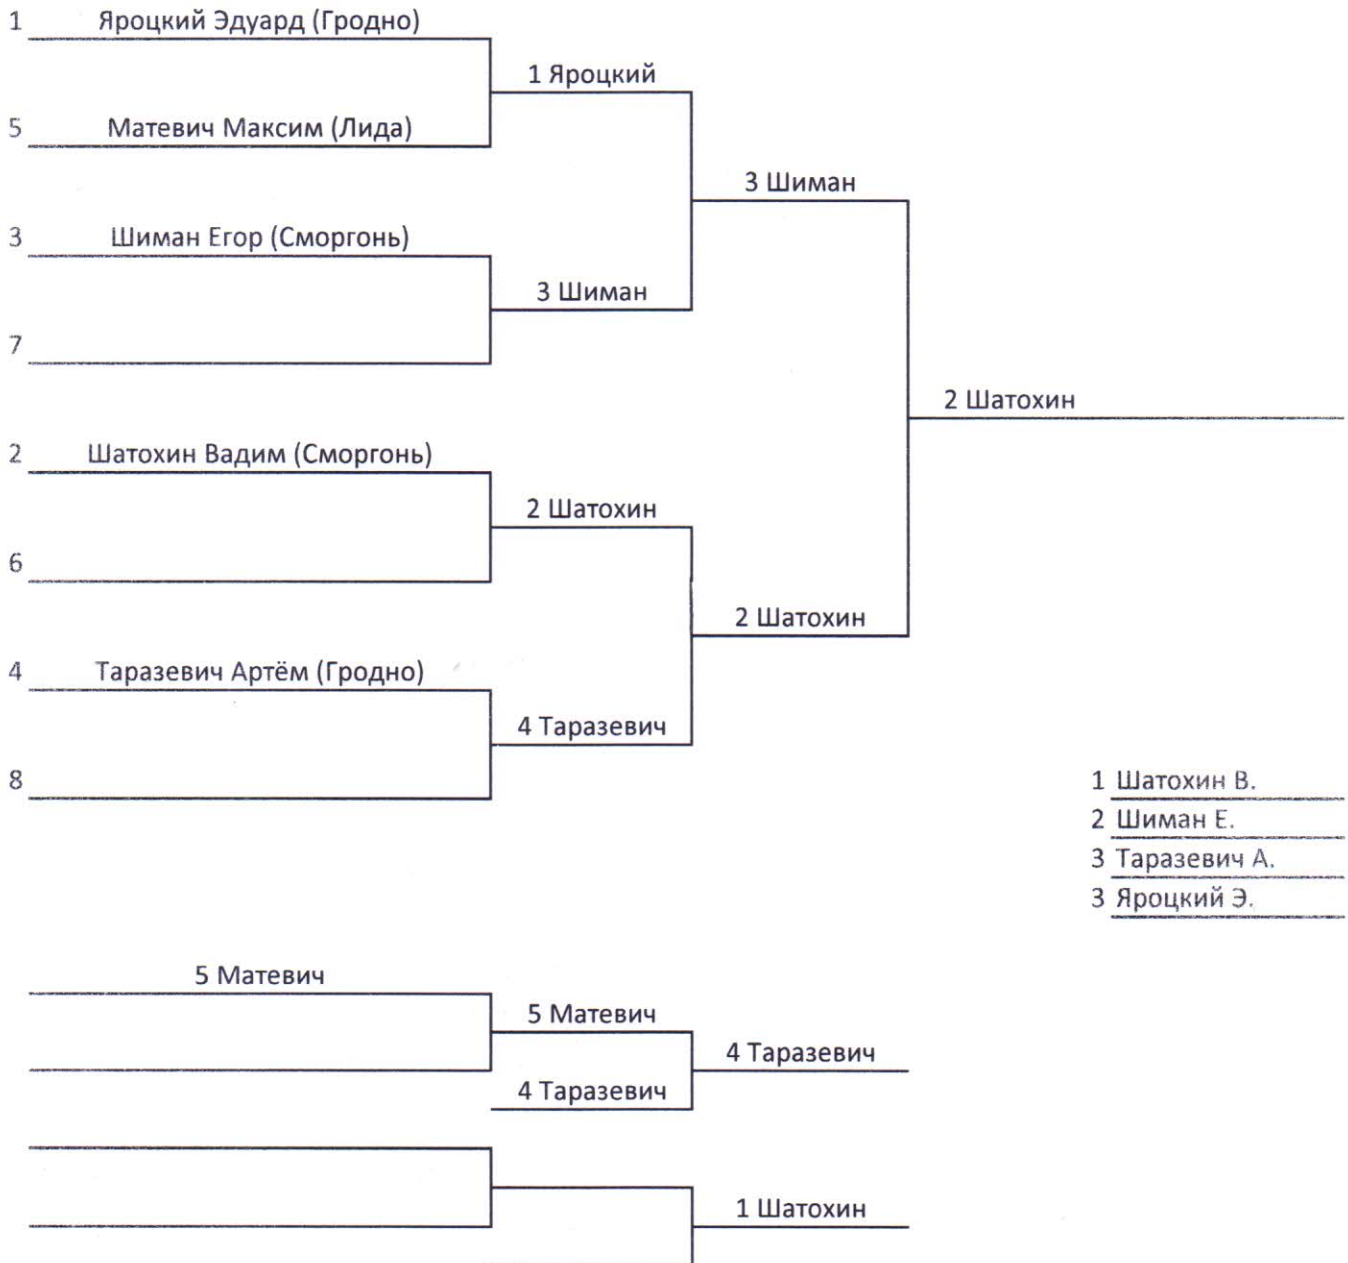 1 Яроцкий Эдуард (Гродно)
1 Яроцкий
5 Матевич Максим (Лида)
3 Шиман
3 Шиман Егор (Сморгонь)
3 Шиман
7
2 Шатохин
2 Шатохин Вадим (Сморгонь)
2 Шатохин
6
2 Шатохин
4 Таразевич Артём (Гродно)
4 Таразевич
8
1 Шатохин В.
2 Шиман Е.
3 Таразевич А.
3 Яроцкий Э.
5 Матевич
5 Матевич
4 Таразевич
4 Таразевич
1 Шатохин